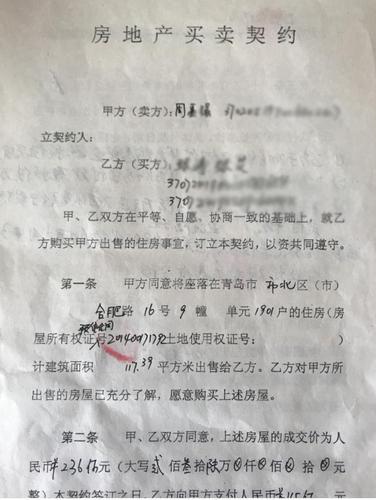 房地产买卖契约
甲方（卖方）：周
立契约人：
乙方（买方）：
370
370
甲、乙双方在平等、自愿、协商一致的基础上，就乙
方购买甲方出售的住房事宜，订立本契约，以资共同遵守。
第一条 甲方同意将座落在青岛市 市北区（市）
合肥路 16号 9幢 单元1901户的住房（房
屋所有权证号 土地使用权证号： ）
计建筑面积 117.39 平方米出售给乙方。乙方对甲方所
出售的房屋已充分了解，愿意购买上述房屋。
第二条 甲、乙双方同意，上述房屋的成交价为人
民币￥236万元（大写贰佰叁拾陆万 仟 佰 拾 元
整）本契约签订之日，乙方向甲方支付人民币 元